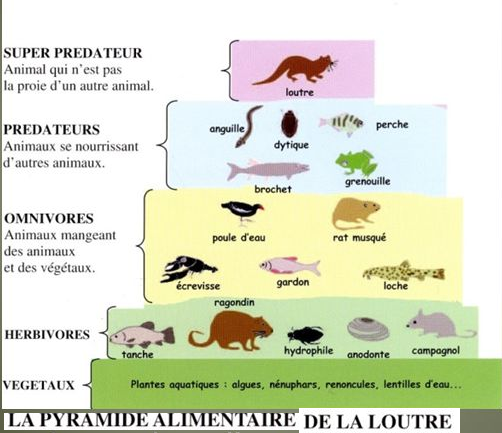 SUPER PREDATEUR
Animal qui n'est pas
la proie d'un autre animal.
loutre
PREDATEURS
Animaux se nourrissant
d'autres animaux.
anguille
dytique
perche
brochet
grenouille
OMNIVORES
Animaux mangeant
des animaux
et des végétaux.
poule d'eau
rat musqué
écrevisse
gardon
loche
HERBIVORES
ragondin
tanche
hydrophile
anodonte
campagnol
VEGETAUX
Plantes aquatiques : algues, nénuphars, renoncules, lentilles d'eau...
LA PYRAMIDE ALIMENTAIRE DE LA LOUTRE